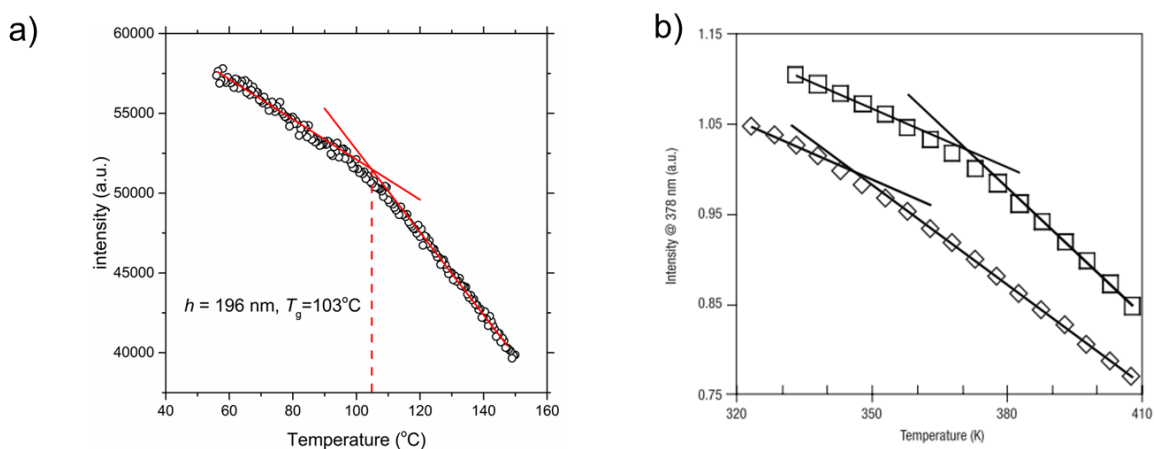 a)
60000
55000
50000
45000
40000
intensity (a.u.)
h = 196 nm, Tg=103°C
40 60 80 100 120 140 160
Temperature (°C)
b)
1.15
1.05
0.95
0.85
0.75
Intensity @ 378 nm (a.u.)
320 350 380 410
Temperature (K)